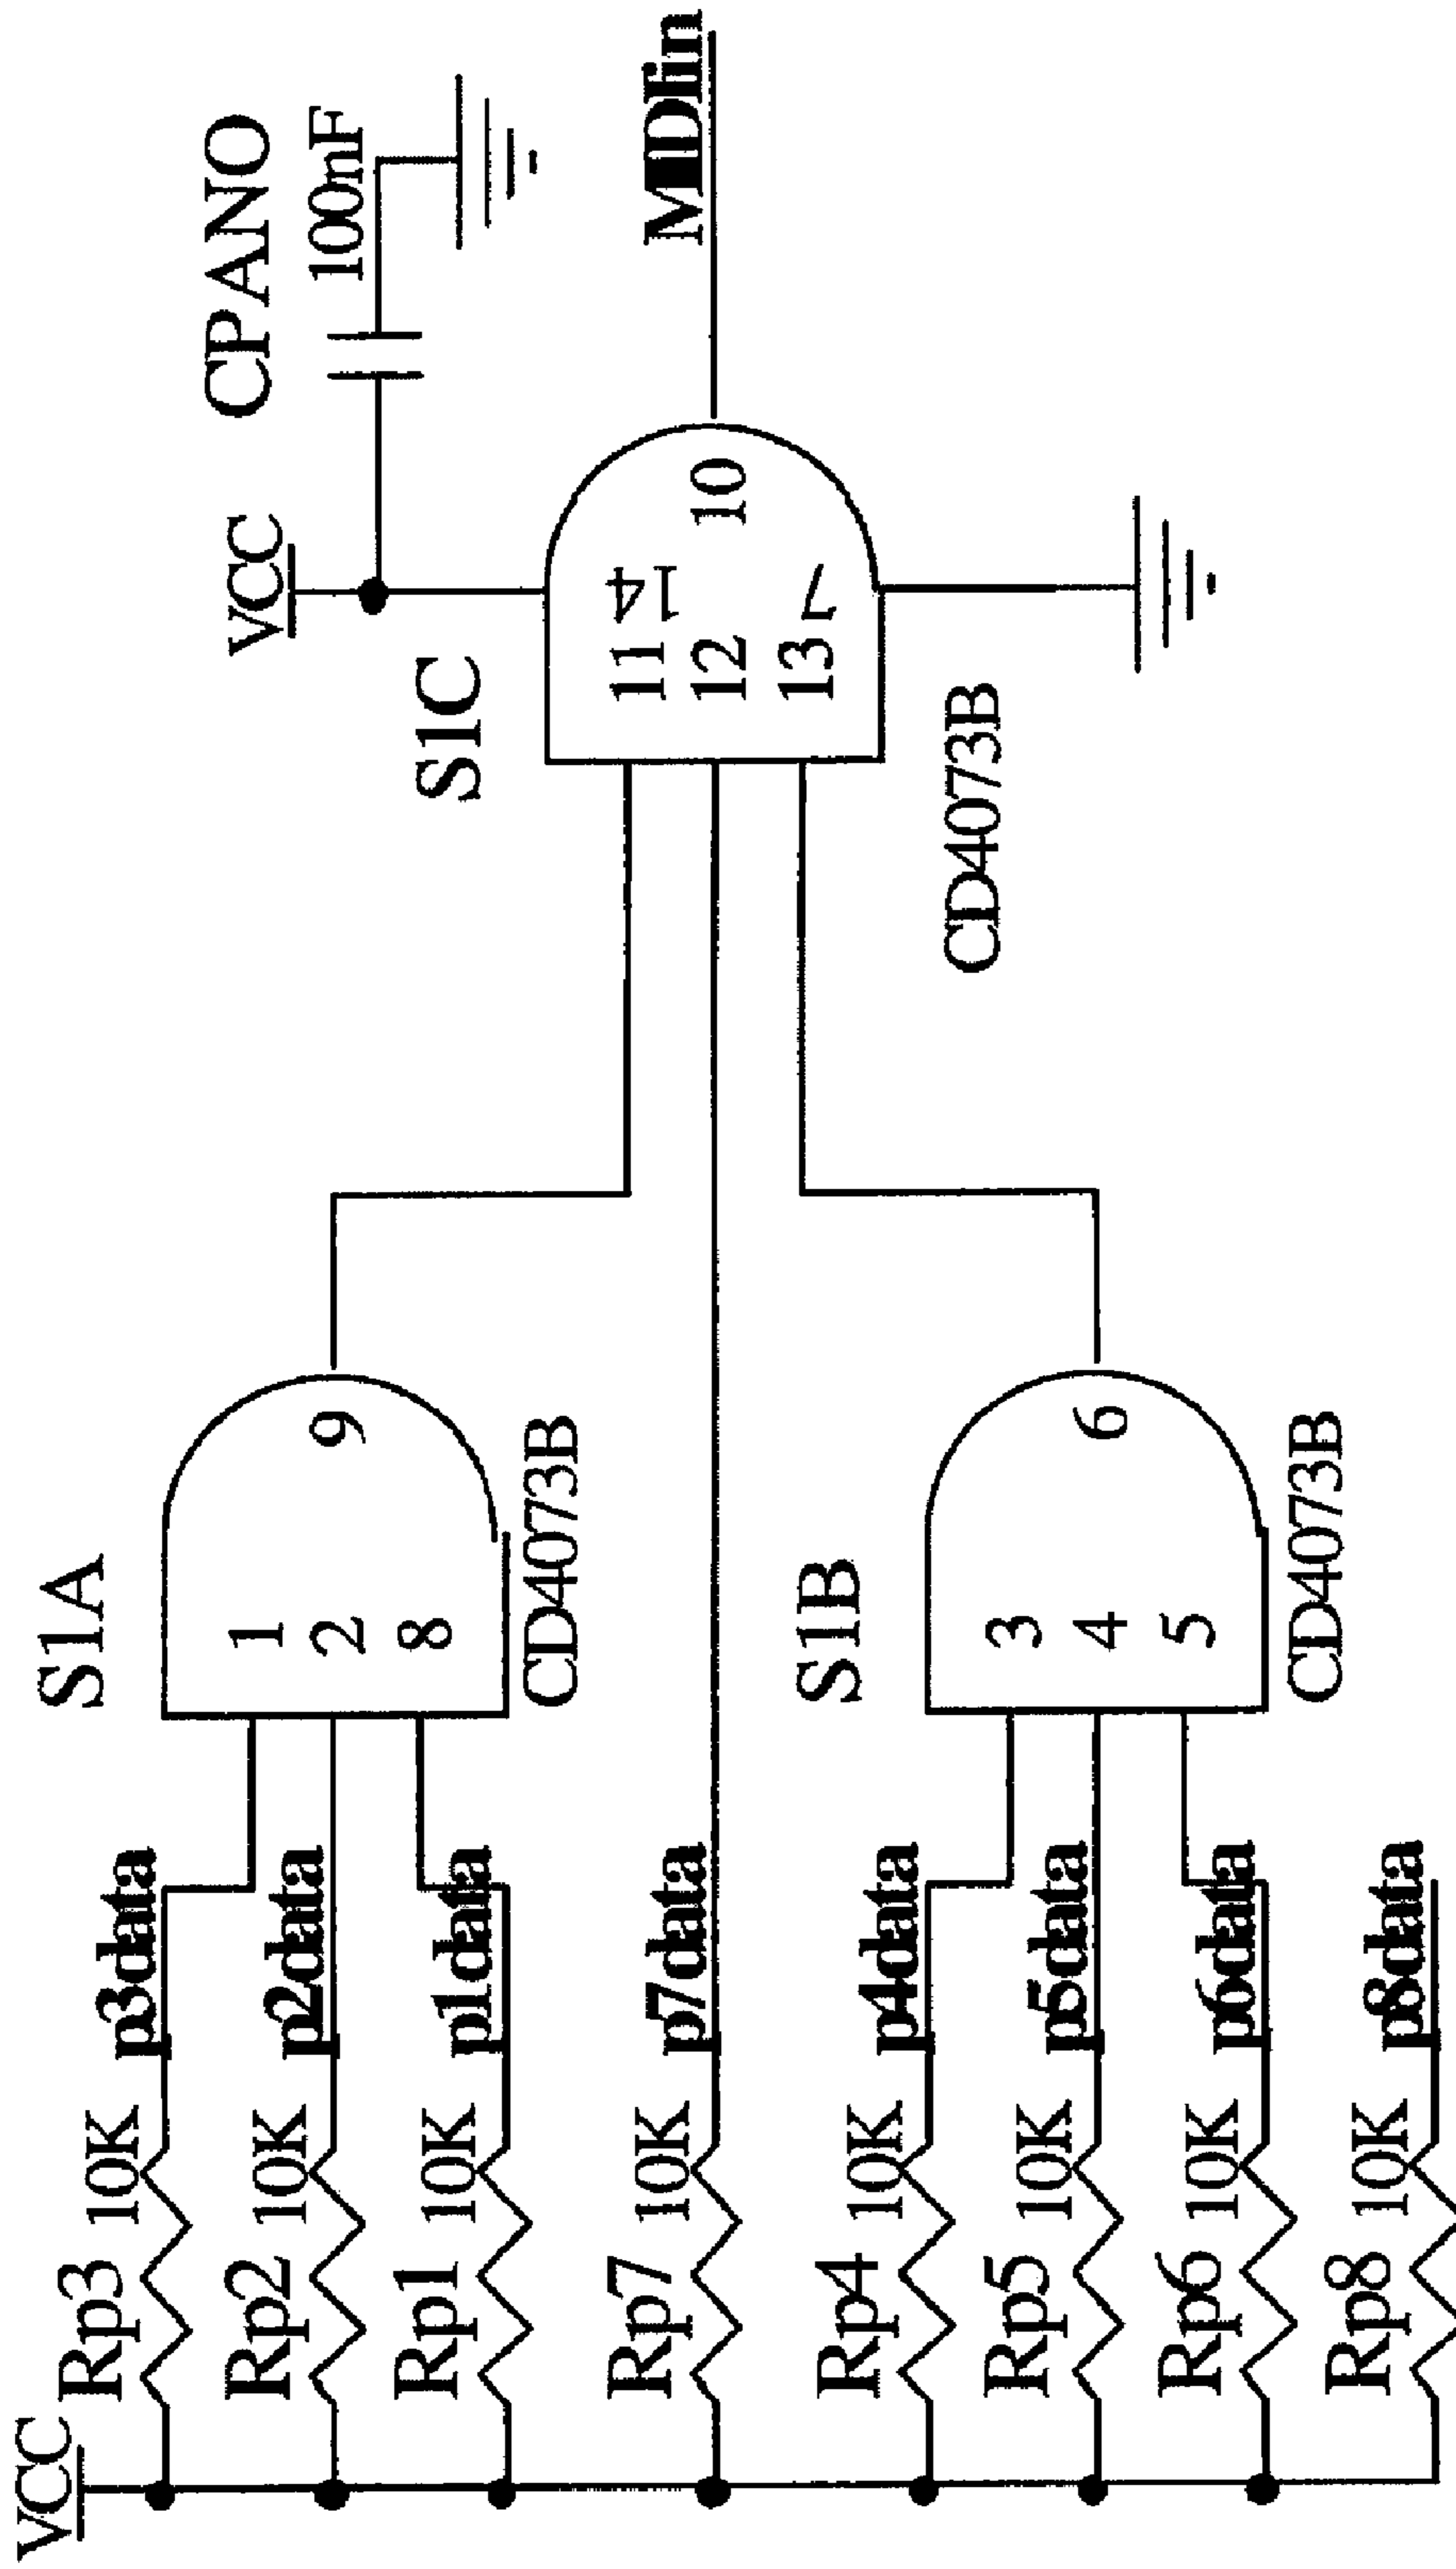 VCC
Rp3 10K p3data
Rp2 10K p2data
Rp1 10K p1data
Rp7 10K p7data
Rp4 10K p4data
Rp5 10K p5data
Rp6 10K p6data
Rp8 10K p8data
S1A
1
2
8
9
CD4073B
S1B
3
4
5
6
CD4073B
S1C
11
12
13
14
7
10
CD4073B
VCC
CPANO
100nF
MIDIin